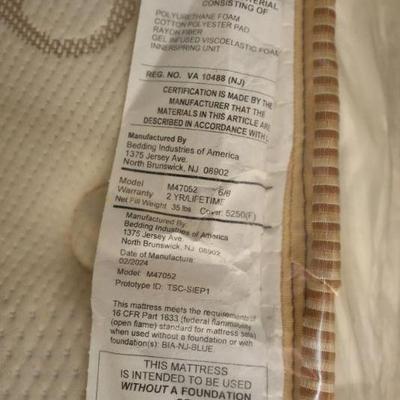 MATERIAL
CONSISTING OF
POLYURETHANE FOAM
COTTON POLYESTER PAD
RAYON FIBER
GEL INFUSED VISCOELASTIC FOAM
INNERSPRING UNIT
REG. NO. VA 10488 (NJ)
CERTIFICATION IS MADE BY THE
MANUFACTURER THAT THE
MATERIALS IN THIS ARTICLE ARE
DESCRIBED IN ACCORDANCE WITH L
Manufactured By
Bedding Industries of America
1375 Jersey Ave.
North Brunswick, NJ 08902
Model M47052 6/6
Warranty 2 YR/LIFETIME
Net Fill Weight 35 lbs Cover 5250(F)
Manufactured By:
Bedding Industries of America
1375 Jersey Ave.
North Brunswick, NJ 08902
Date of Manufacture
02/2024
Model: M47052
Prototype ID: TSC-SIEP1
This mattress meets the requirements of
16 CFR Part 1633 (federal flammability
(open flame) standard for mattress sets)
when used without a foundation or with
foundation(s): BIA-NJ-BLUE.
THIS MATTRESS
IS INTENDED TO BE USED
WITHOUT A FOUNDATION
OR